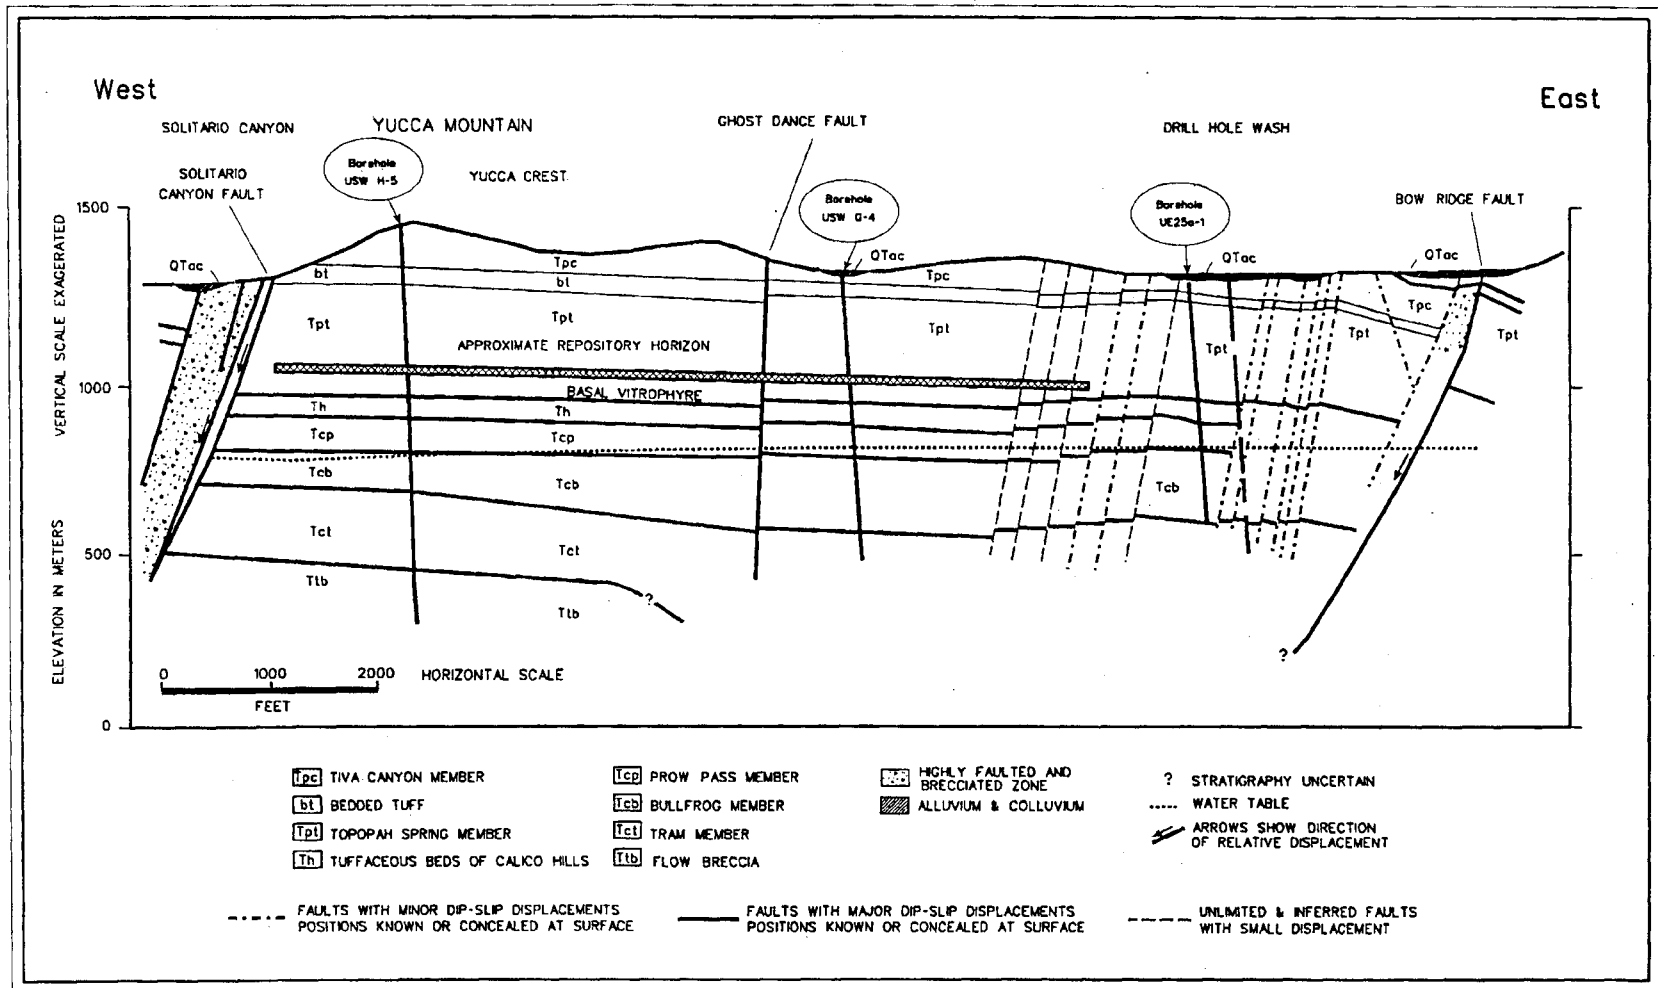 West
East
SOLITARIO CANYON
YUCCA MOUNTAIN
GHOST DANCE FAULT
DRILL HOLE WASH
Borehole
USW H-5
YUCCA CREST
SOLITARIO
CANYON FAULT
Borehole
USW G-4
Borehole
UE25a-1
BOW RIDGE FAULT
1500
QTac
QTac
QTac
QTac
Tpc
Tpc
bt
bt
Tpc
Tpt
Tpt
Tpt
Tpt
Tpt
Tpt
APPROXIMATE REPOSITORY HORIZON
1000
BASAL VITROPHYRE
Th
Th
Tcp
Tcp
Tcb
Tcb
Tcb
Tct
Tct
500
Ttb
?
Ttb
?
0
1000
2000
HORIZONTAL SCALE
FEET
0
ELEVATION IN METERS
VERTICAL SCALE EXAGERATED
Tpc TIVA CANYON MEMBER
bt BEDDED TUFF
Tpt TOPOPAH SPRING MEMBER
Th TUFFACEOUS BEDS OF CALICO HILLS
Tcp PROW PASS MEMBER
Tcb BULLFROG MEMBER
Tct TRAM MEMBER
Ttb FLOW BRECCIA
HIGHLY FAULTED AND
BRECCIATED ZONE
ALLUVIUM & COLLUVIUM
? STRATIGRAPHY UNCERTAIN
WATER TABLE
ARROWS SHOW DIRECTION
OF RELATIVE DISPLACEMENT
FAULTS WITH MINOR DIP-SLIP DISPLACEMENTS
POSITIONS KNOWN OR CONCEALED AT SURFACE
FAULTS WITH MAJOR DIP-SLIP DISPLACEMENTS
POSITIONS KNOWN OR CONCEALED AT SURFACE
UNLIMITED & INFERRED FAULTS
WITH SMALL DISPLACEMENT